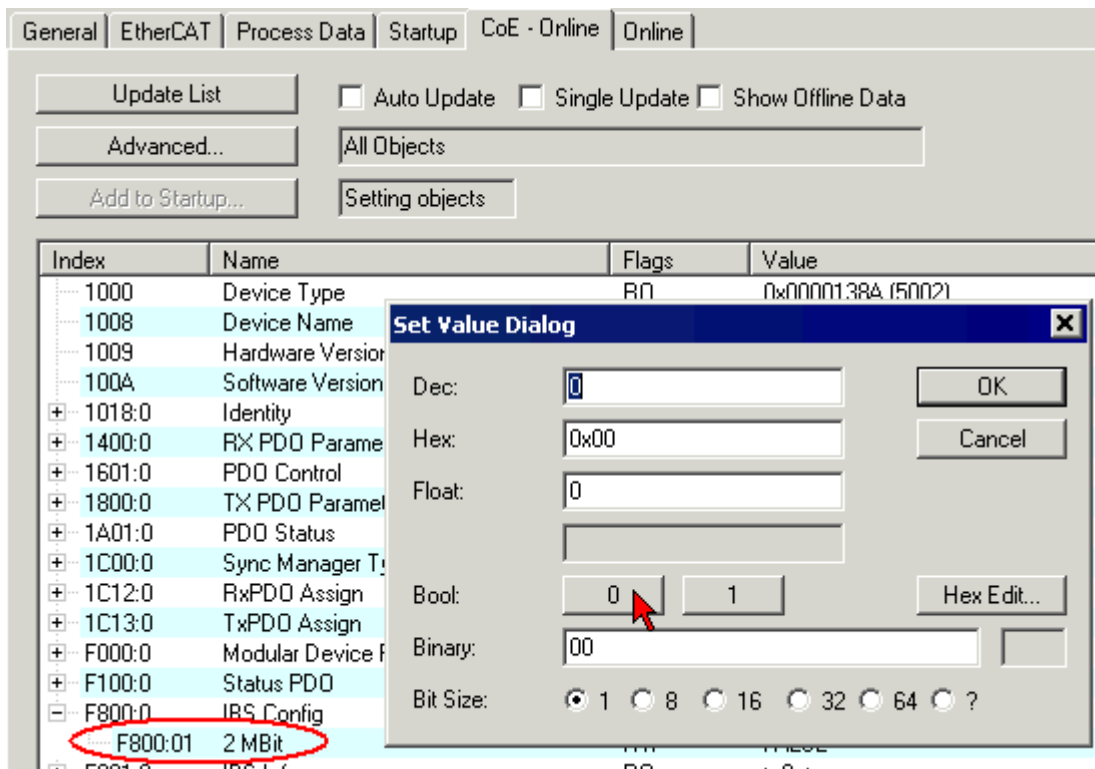 General EtherCAT Process Data Startup CoE - Online Online
Update List Auto Update Single Update Show Offline Data
Advanced... All Objects
Add to Startup... Setting objects
Index Name Flags Value
1000 Device Type RO 0x0000138A (5002)
1008 Device Name
1009 Hardware Version
100A Software Version
1018:0 Identity
1400:0 RX PDO Parame
1601:0 PDO Control
1800:0 TX PDO Paramet
1A01:0 PDO Status
1C00:0 Sync Manager Ty
1C12:0 RxPDO Assign
1C13:0 TxPDO Assign
F000:0 Modular Device
F100:0 Status PDO
F800:0 IBS Config
F800:01 2 MBit
Set Value Dialog
Dec: 0 OK
Hex: 0x00 Cancel
Float: 0
Bool: 0 1 Hex Edit...
Binary: 00
Bit Size: 1 8 16 32 64 ?